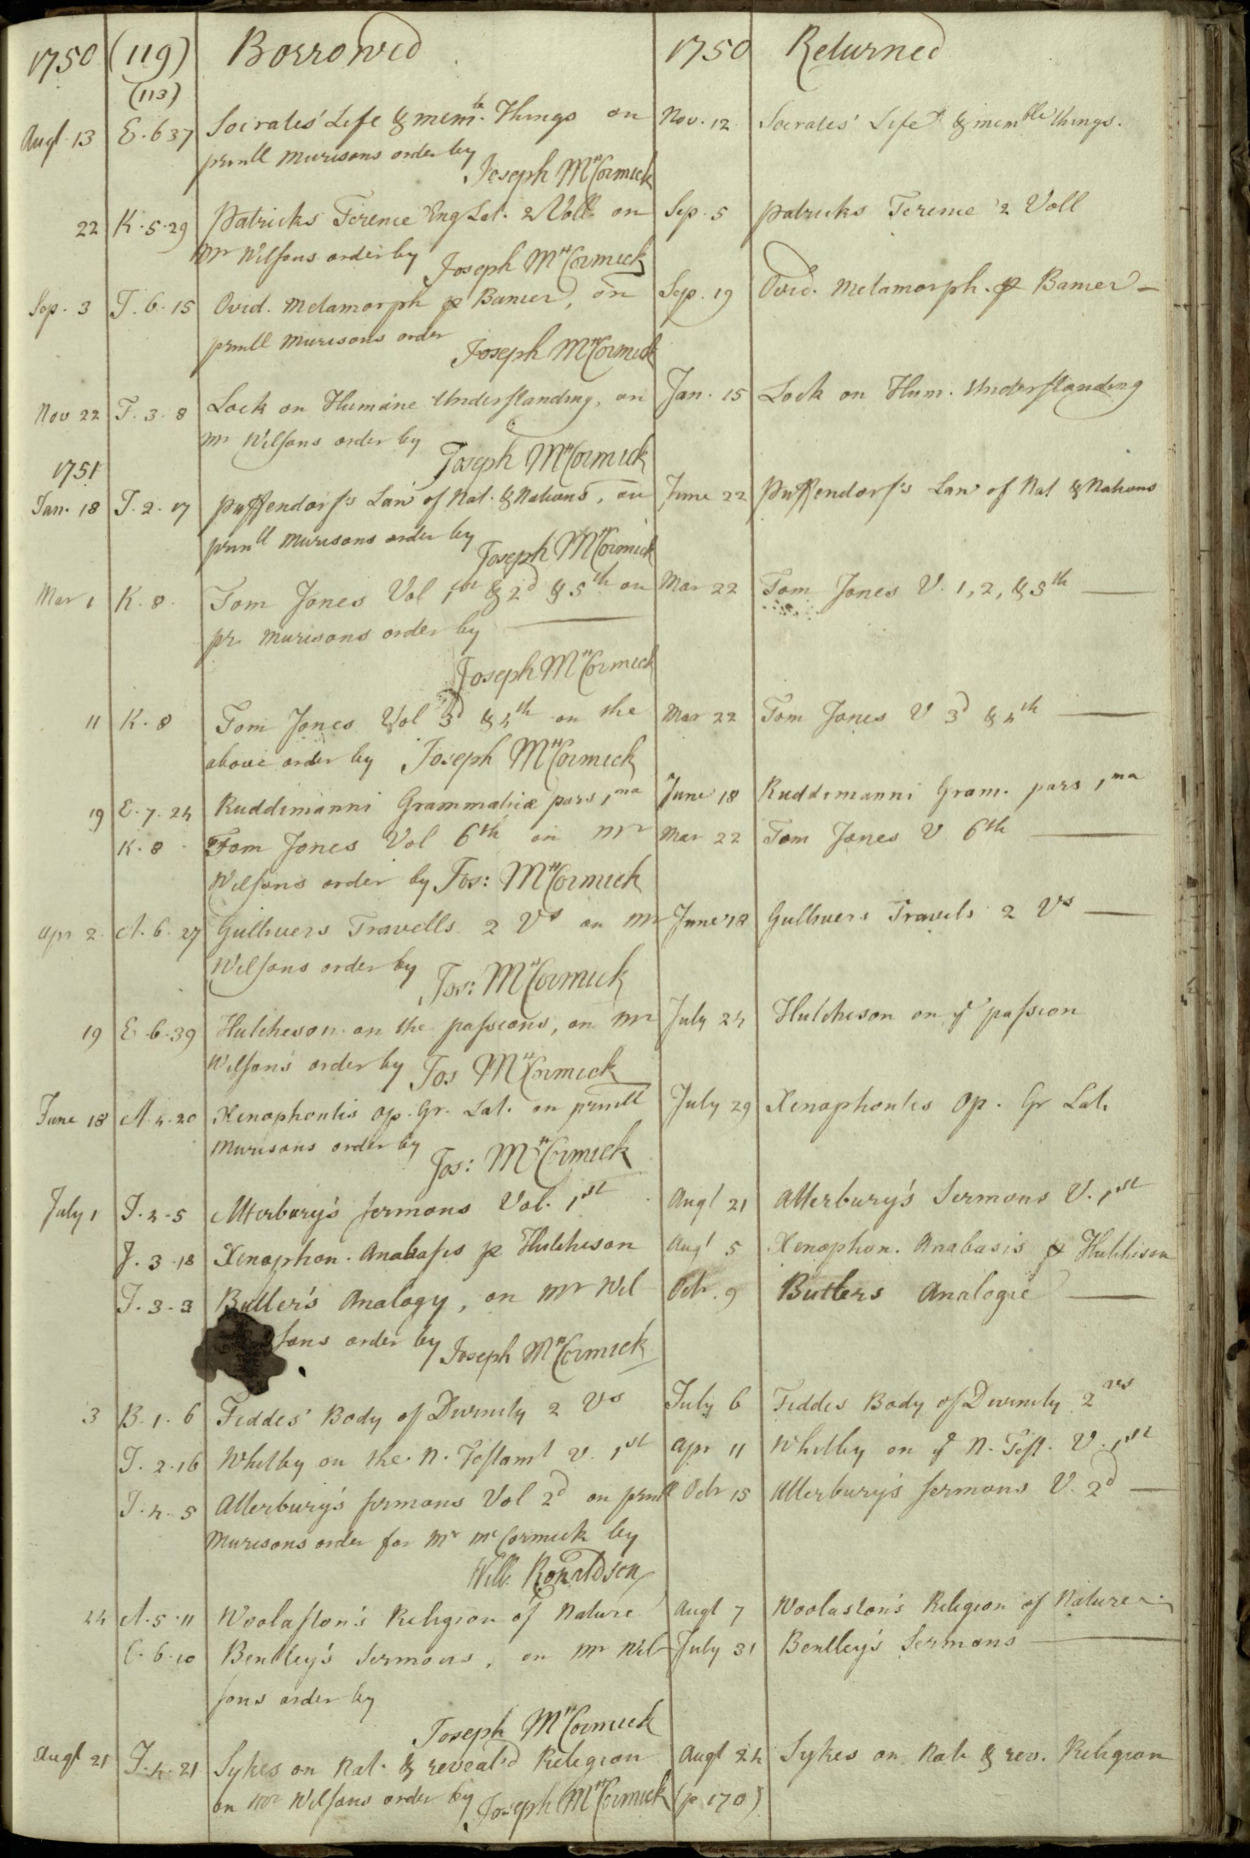 1750 (119) Borrowed 1750 Returned
(113)
Augt 13 E.6 37 Socrates' Life & memble Things on Nov. 12 Socrates' Life & memble things.
prnll Murisons order by
Joseph McCormick
22 K.5.29 Patricks Terence Eng Lat. 2 Voll on Sep. 5 Patricks Terence 2 Voll
Mr Wilsons order by Joseph McCormick
Sep. 3 T.6.15 Ovid. Metamorph p Banier, on Sep. 19 Ovid. Metamorph. p Banier
prnll Murisons order Joseph McCormick
Nov 22 T.3.8 Lock on Humane Understanding, on Jan. 15 Lock on Hum. Understanding
Mr Wilsons order by
1751 Joseph McCormick
Jan. 18 T.2.17 Puffendorf's Law of Nat. & Nations, on June 22 Puffendorf's Law of Nat & Nations
prnll Murisons order by
Joseph McCormick
Mar 1 K.8. Tom Jones Vol 1st & 2d & 5th on Mar 22 Tom Jones V. 1, 2, & 5th
pr. Murisons order by
Joseph McCormick
11 K.8 Tom Jones Vol 3d & 4th on the Mar 22 Tom Jones V 3d & 4th
above order by Joseph McCormick
19 E.7.24 Ruddimanni Grammaticæ pars 1ma June 18 Ruddimanni Gram. pars 1ma
K.8 Tom Jones Vol 6th on Mr Mar 22 Tom Jones V. 6th
Wilsons order by Jos: McCormick
Apr 2 A.6.27 Gullivers Travells 2 Vs on Mr June 18 Gullivers Travels 2 Vs
Wilsons order by Jos: McCormick
19 E.6.39 Hutcheson on the passions, on Mr July 24 Hutcheson on ye passion
Wilsons order by Jos McCormick
June 18 A.4.20 Xenophontis Op. Gr. Lat. on prnll July 29 Xenophontis Op. Gr Lat.
Murisons order by Jos: McCormick
July 1 T.4.5 Atterbury's sermons Vol. 1st Augt 21 Atterbury's Sermons V. 1st
J.3.18 Xenophon. Anabasis p Hutcheson Augt 5 Xenophon. Anabasis p Hutchison
T.3.3 Butler's Analogy, on Mr Wil Octr. 9 Butlers Analogie
sons order by Joseph McCormick
3 B.1.6 Fiddes' Body of Divinity 2 Vs July 6 Fiddes Body of Divinity 2 vs
T.2.16 Whitby on the N. Testamt V. 1st Apr 11 Whitby on ye N. Test. V. 1st
T.4.5 Atterbury's sermons Vol 2d on prnll Octr 15 Atterbury's sermons V. 2d
Murisons order for Mr McCormick by
Will. Ronaldson
24 A.5.11 Woolaston's Religion of Nature Augt 7 Woolaston's Religion of Nature
C.6.10 Bentley's Sermons, on Mr Wil July 31 Bentley's Sermons
sons order by
Joseph McCormick
Augt 21 T.4.21 Sykes on Nat. & reveal'd Religion Augt 24 Sykes on Nat. & rev. Religion
on Mr Wilsons order by Joseph McCormick (p 170)